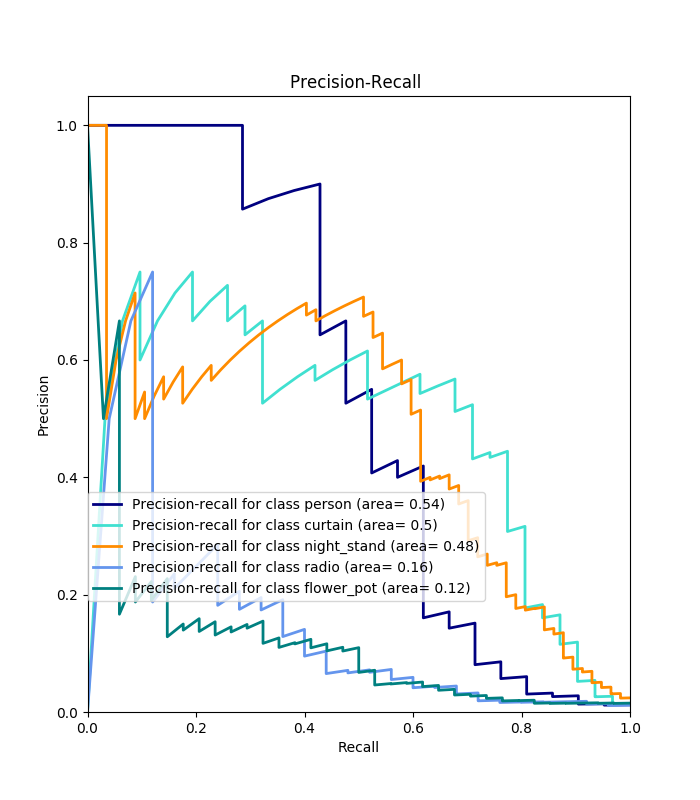 Precision-Recall
1.0
0.8
0.6
0.4
0.2
0.0
Precision
Precision-recall for class person (area= 0.54)
Precision-recall for class curtain (area= 0.5)
Precision-recall for class night_stand (area= 0.48)
Precision-recall for class radio (area= 0.16)
Precision-recall for class flower_pot (area= 0.12)
0.0 0.2 0.4 0.6 0.8 1.0
Recall